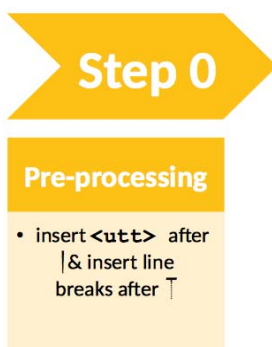 Step 0
Pre-processing
• insert <utt> after
། & insert line
breaks after ༑